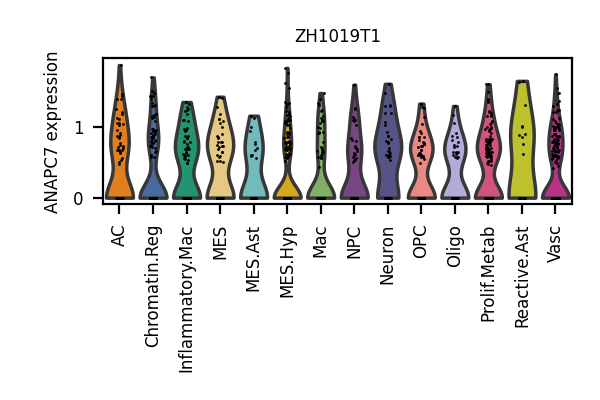 ZH1019T1
ANAPC7 expression
1
0
AC
Chromatin.Reg
Inflammatory.Mac
MES
MES.Ast
MES.Hyp
Mac
NPC
Neuron
OPC
Oligo
Prolif.Metab
Reactive.Ast
Vasc